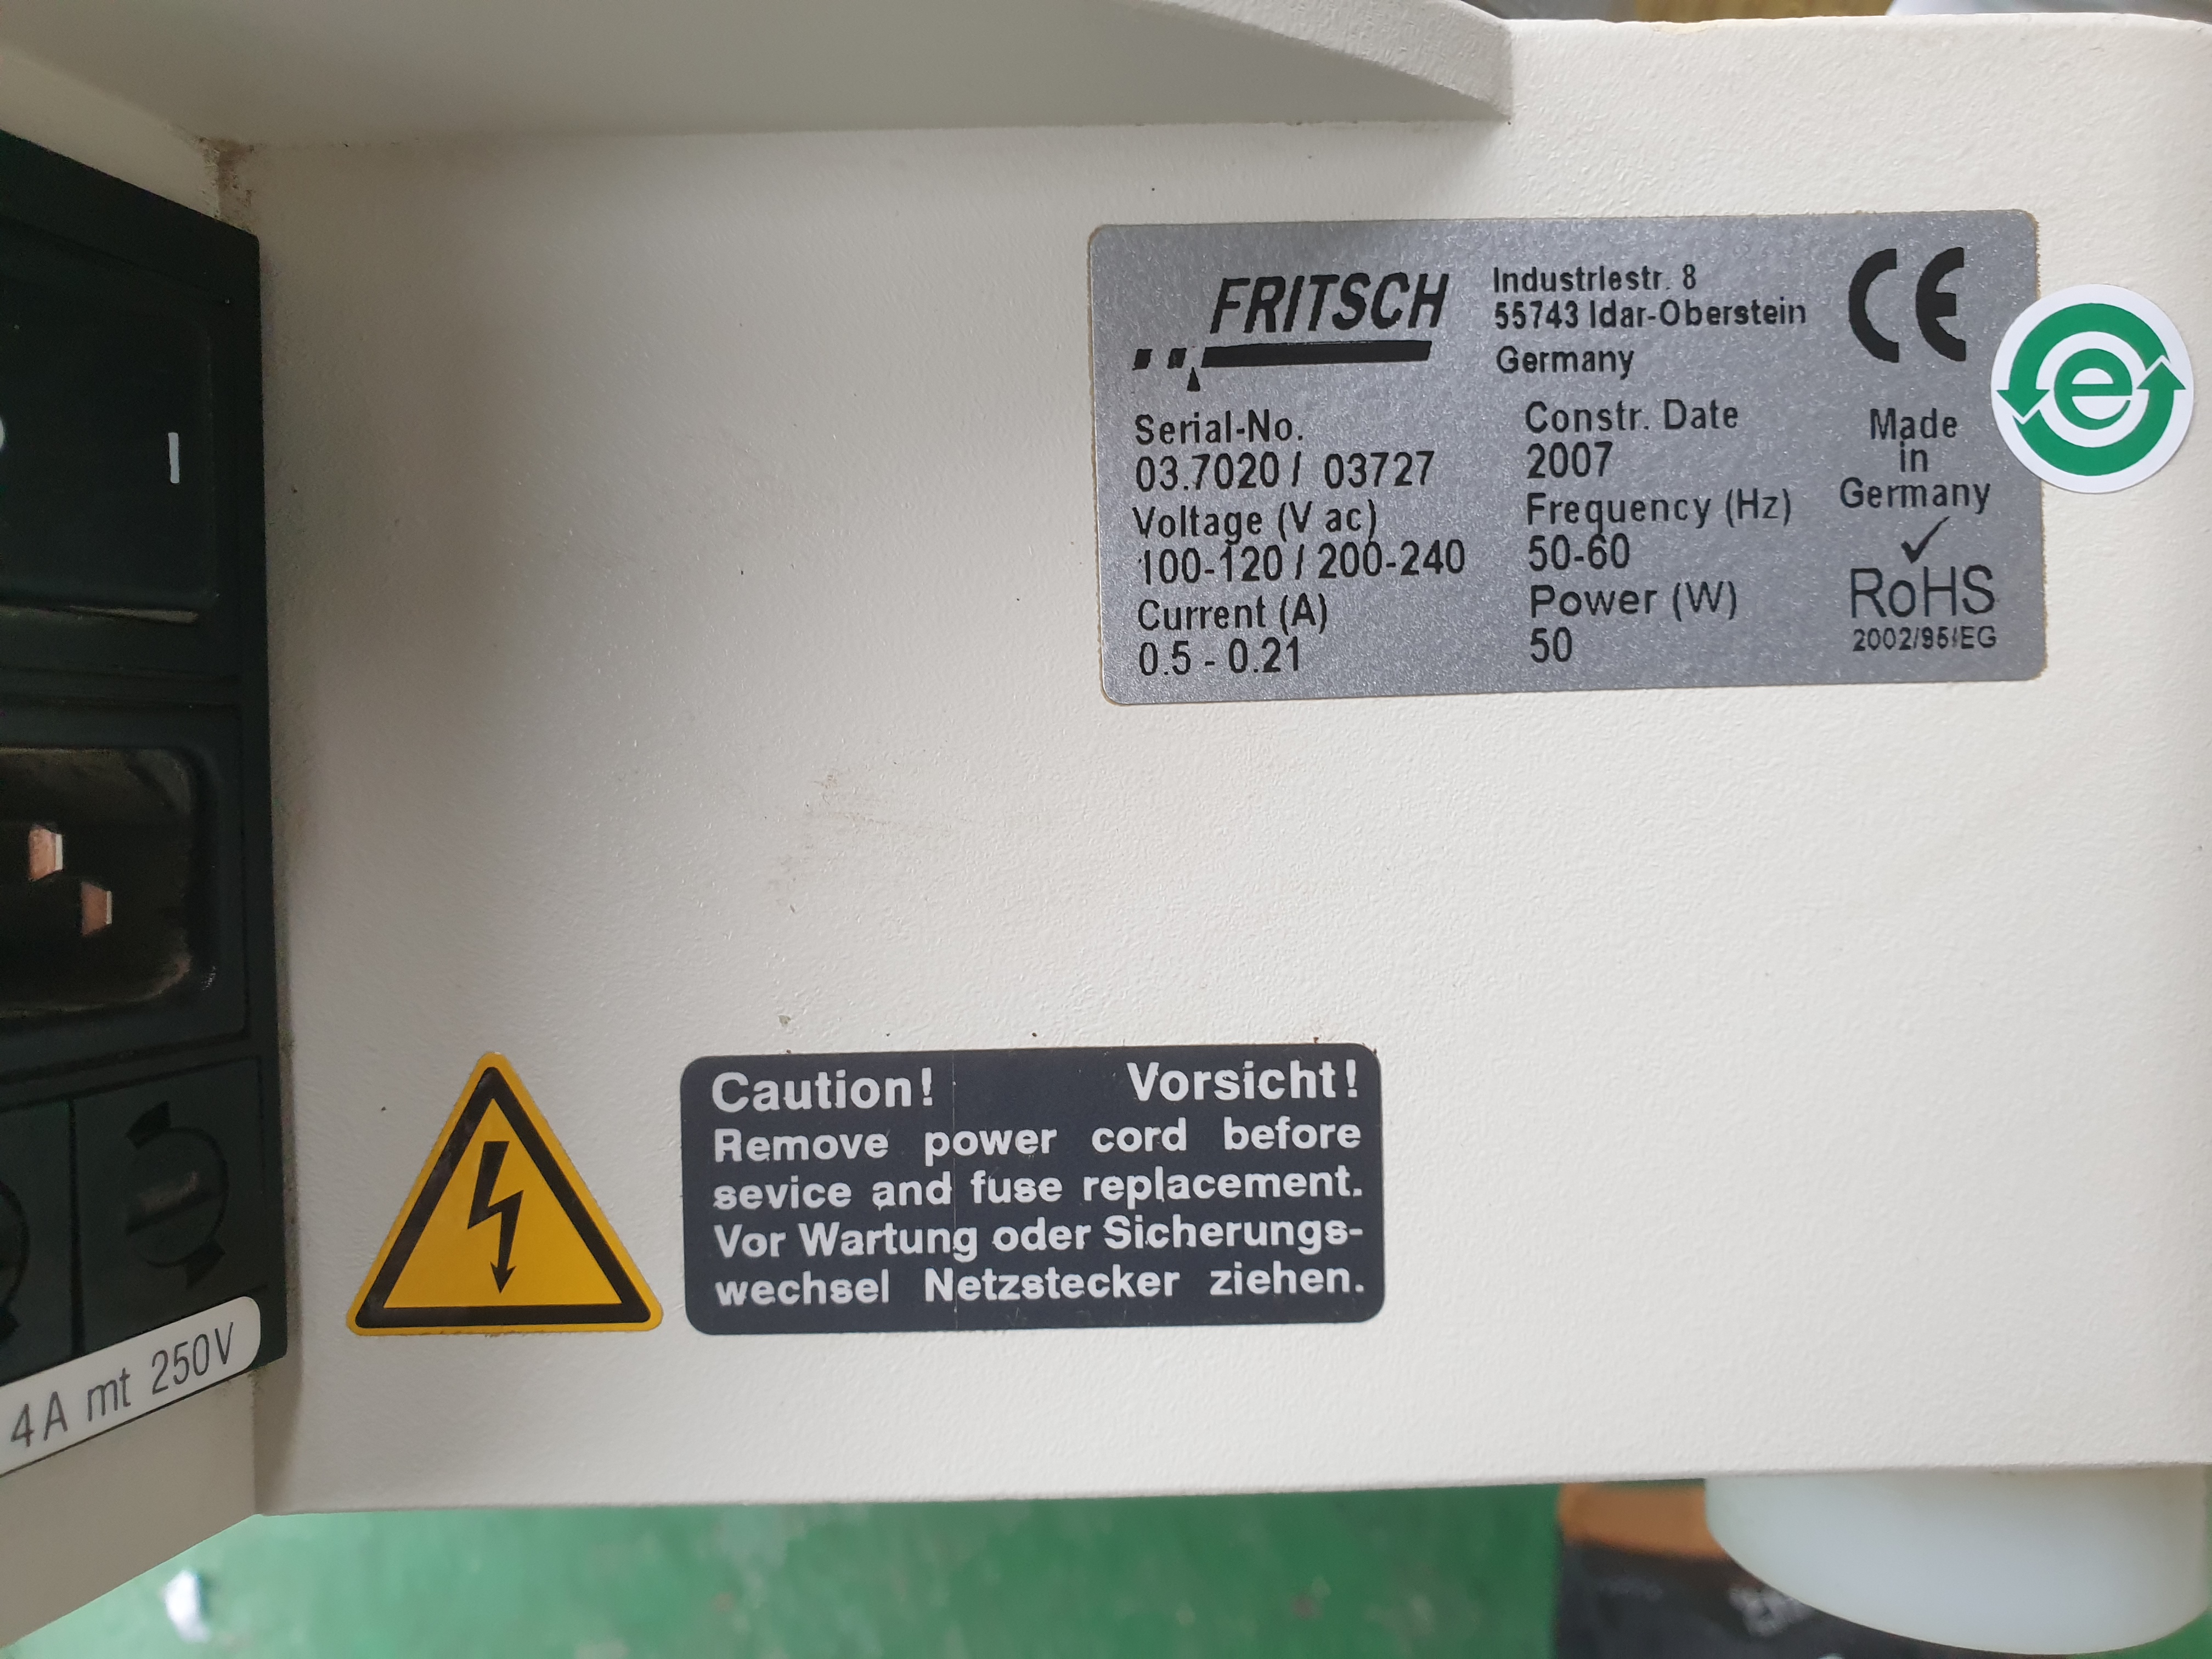 FRITSCH
Industriestr. 8
55743 Idar-Oberstein
Germany
CE
e
Serial-No.
03.7020 / 03727
Constr. Date
2007
Made
in
Germany
Voltage (V ac)
100-120 / 200-240
Frequency (Hz)
50-60
Current (A)
0.5 - 0.21
Power (W)
50
RoHS
2002/95/EG
Caution! Vorsicht!
Remove power cord before
sevice and fuse replacement.
Vor Wartung oder Sicherungs-
wechsel Netzstecker ziehen.
4A mt 250V